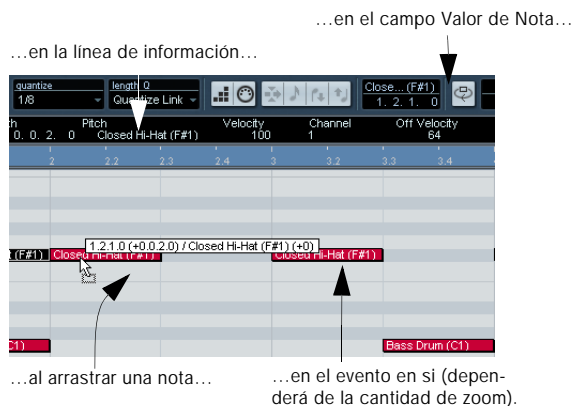 …en el campo Valor de Nota…
…en la línea de información…
quantize length Q Close... (F#1)
1/8 Quantize Link 1. 2. 1. 0
Pitch Velocity Channel Off Velocity
0. 0. 2. 0 Closed Hi-Hat (F#1) 100 1 64
2 2.2 2.3 2.4 3 3.2 3.3 3.4
1.2.1.0 (+0.0.2.0) / Closed Hi-Hat (F#1) (+0)
(F#1) Closed Hi-Hat (F#1) Closed Hi-Hat (F#1)
C1) Bass Drum (C1)
…al arrastrar una nota…
…en el evento en si (depen-
derá de la cantidad de zoom).